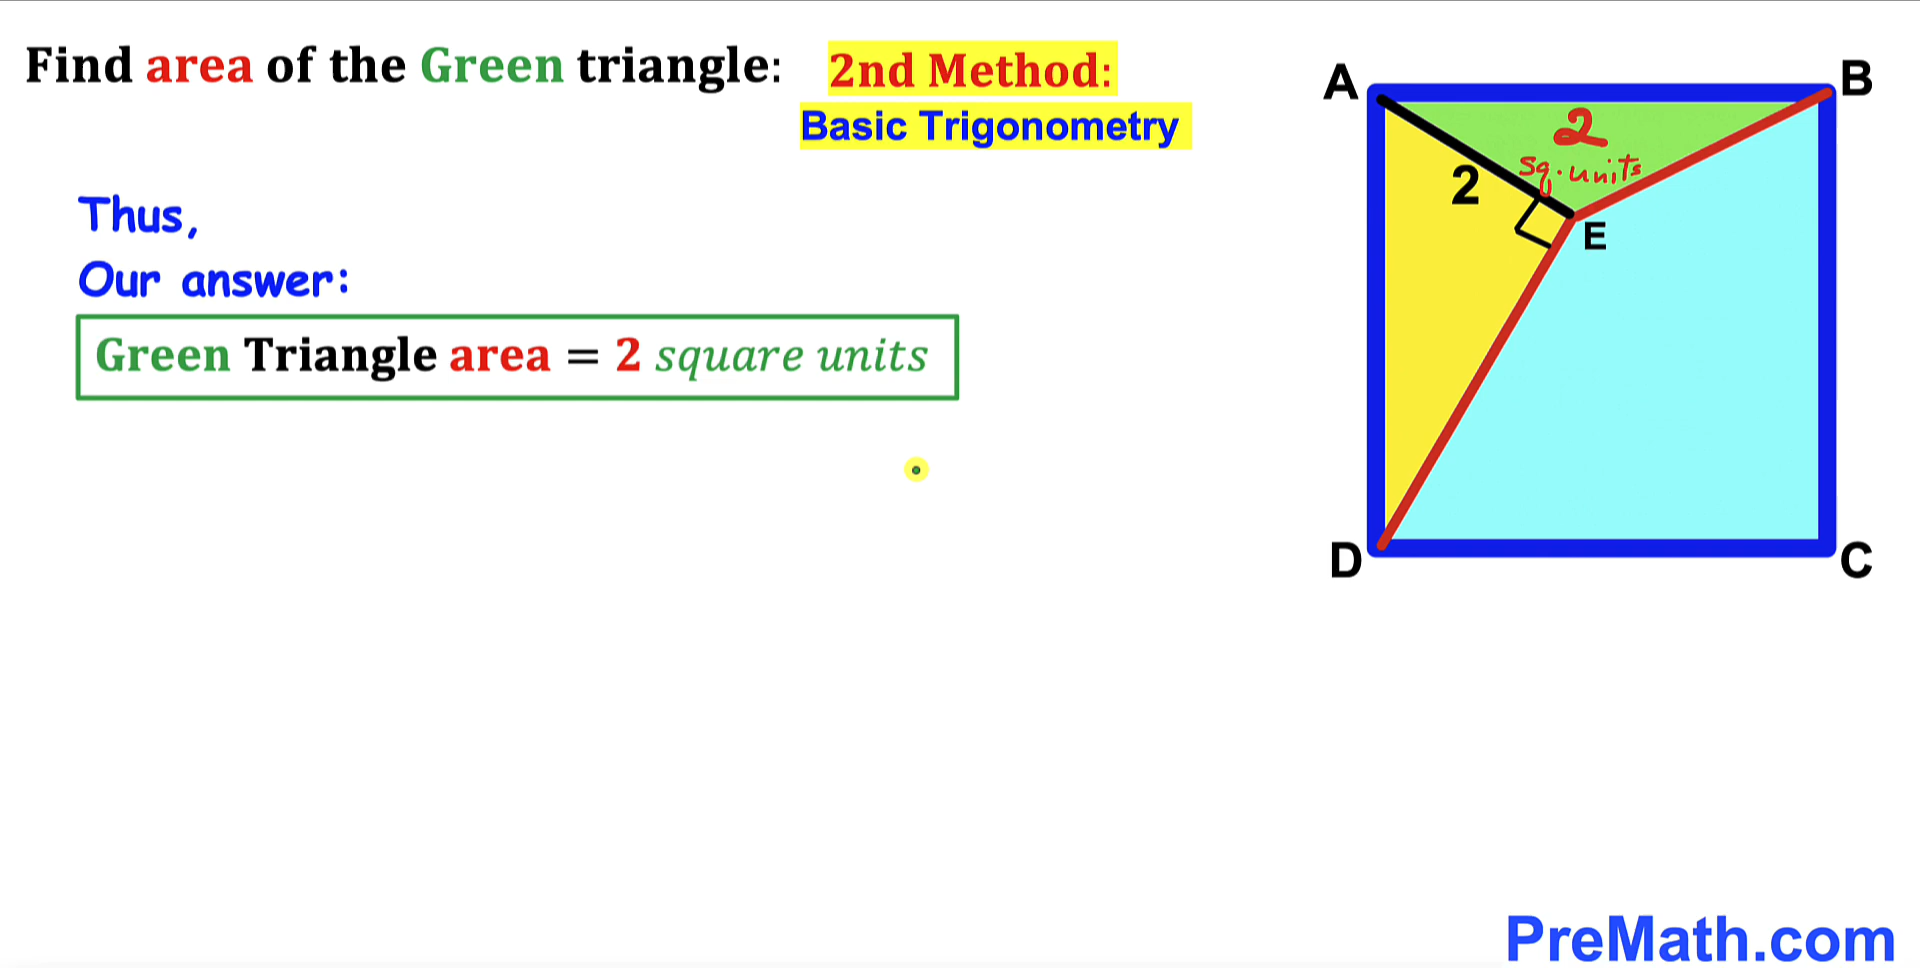 Find area of the Green triangle: 2nd Method:
Basic Trigonometry
Thus,
Our answer:
Green Triangle area = 2 square units
A
B
2
sq.units
2
E
D
C
PreMath.com